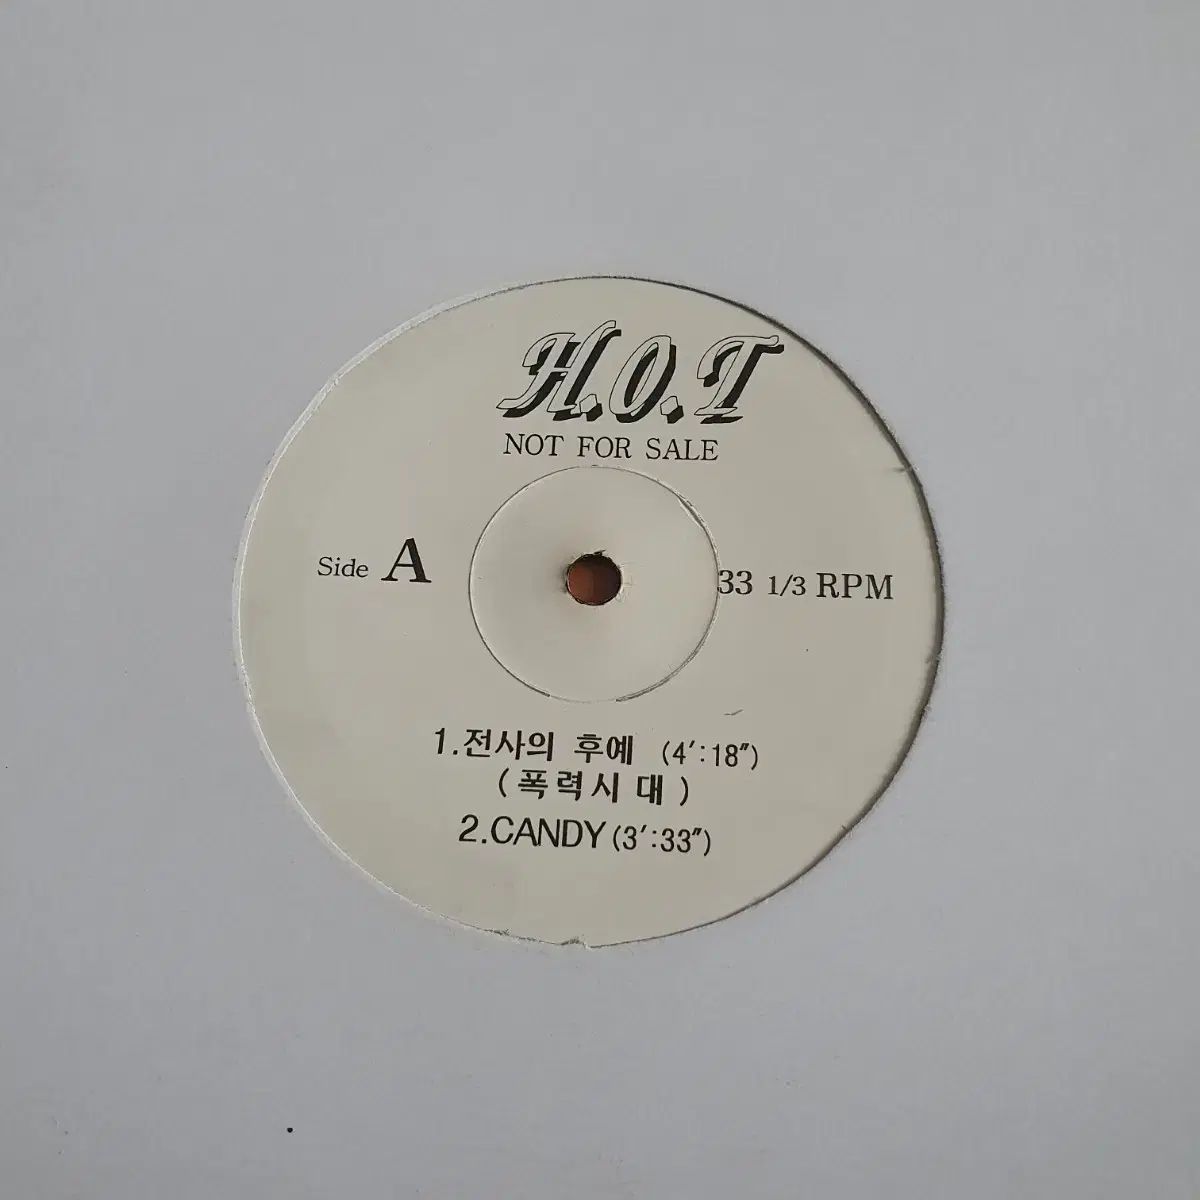 H.O.T
NOT FOR SALE
Side A
33 1/3 RPM
1.전사의 후예 (4′:18″)
(폭력시대)
2.CANDY(3′:33″)